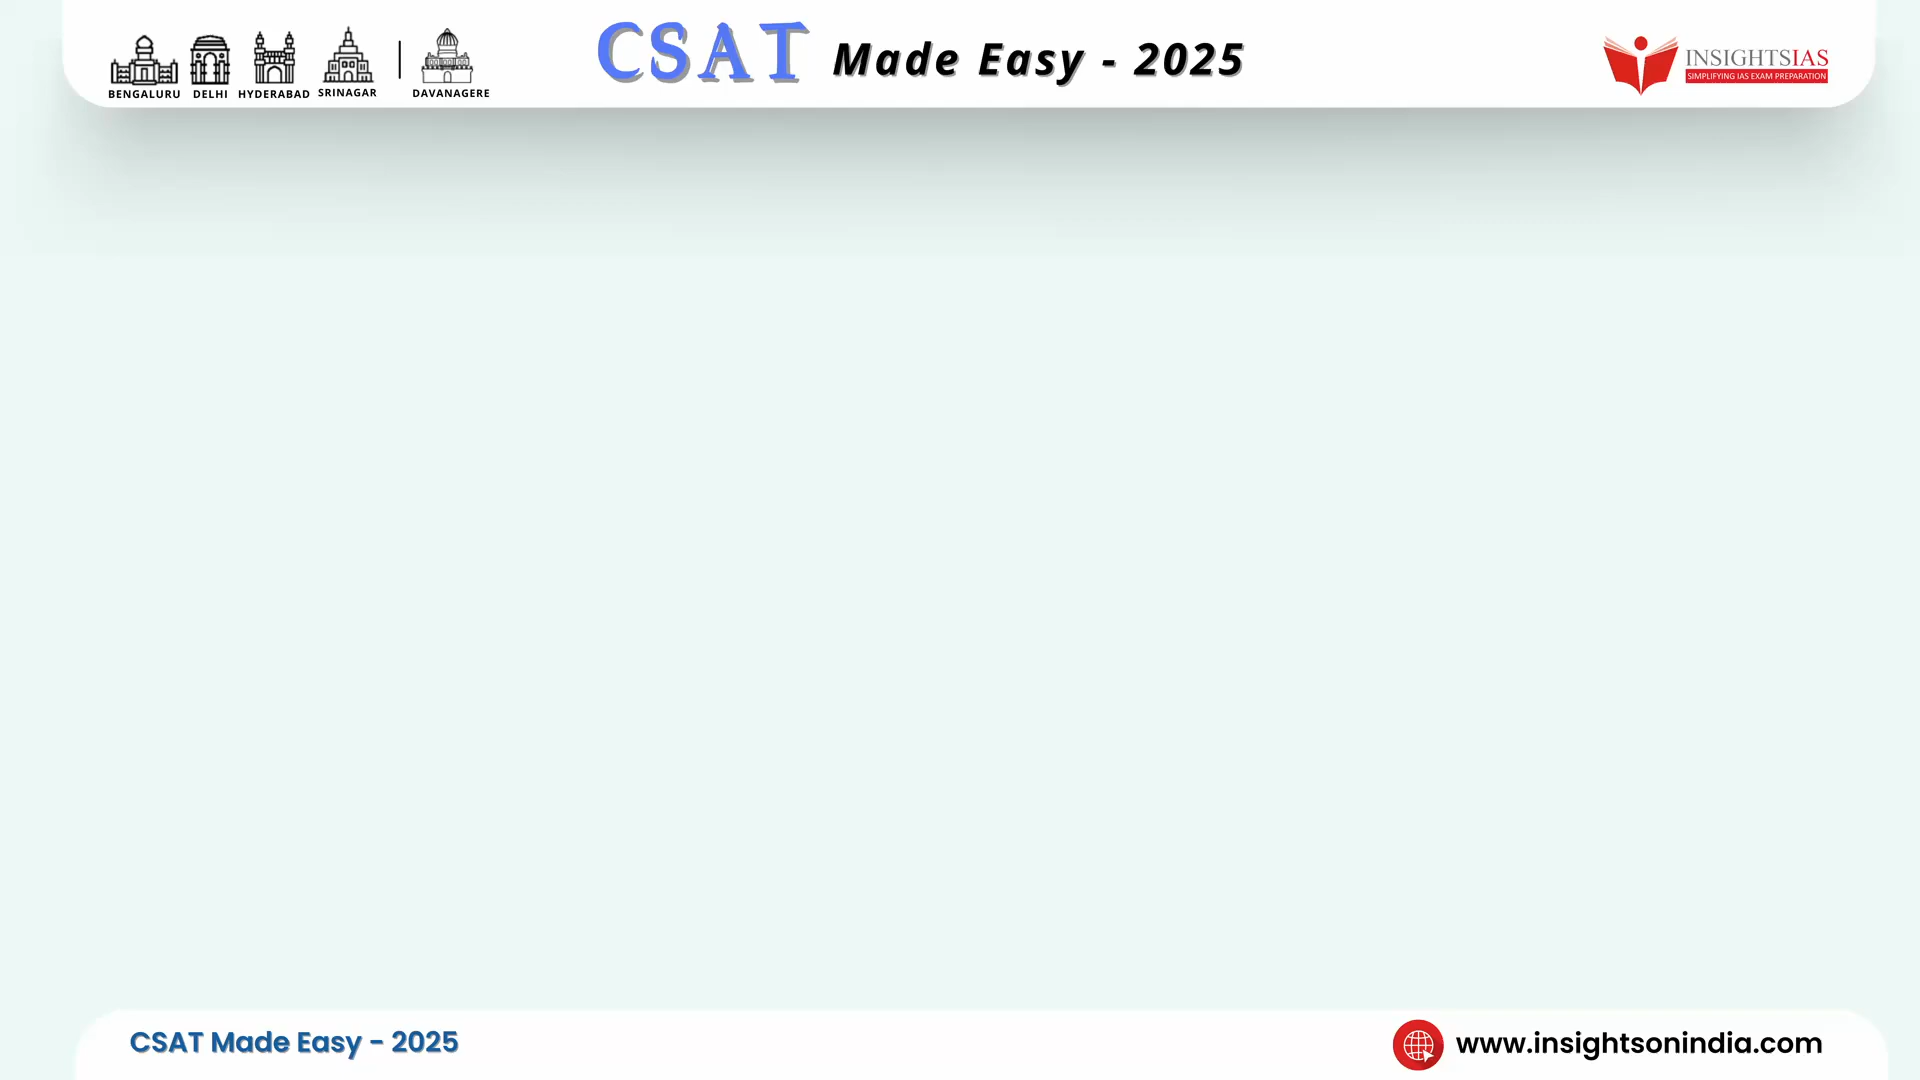 BENGALURU DELHI HYDERABAD SRINAGAR DAVANAGERE
CSAT Made Easy - 2025
INSIGHTSIAS
SIMPLIFYING IAS EXAM PREPARATION
CSAT Made Easy - 2025
www.insightsonindia.com